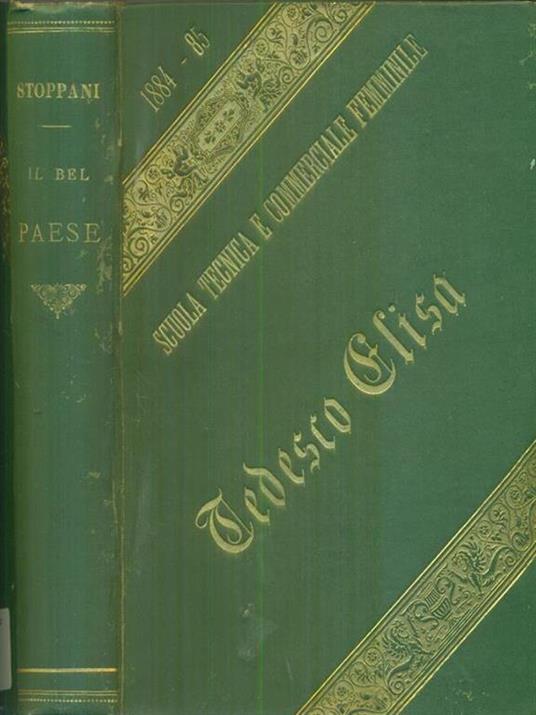 STOPPANI
IL BEL
PAESE
1884 - 85
SCUOLA TECNICA E COMMERCIALE FEMMINILE
Tedesco Elisa